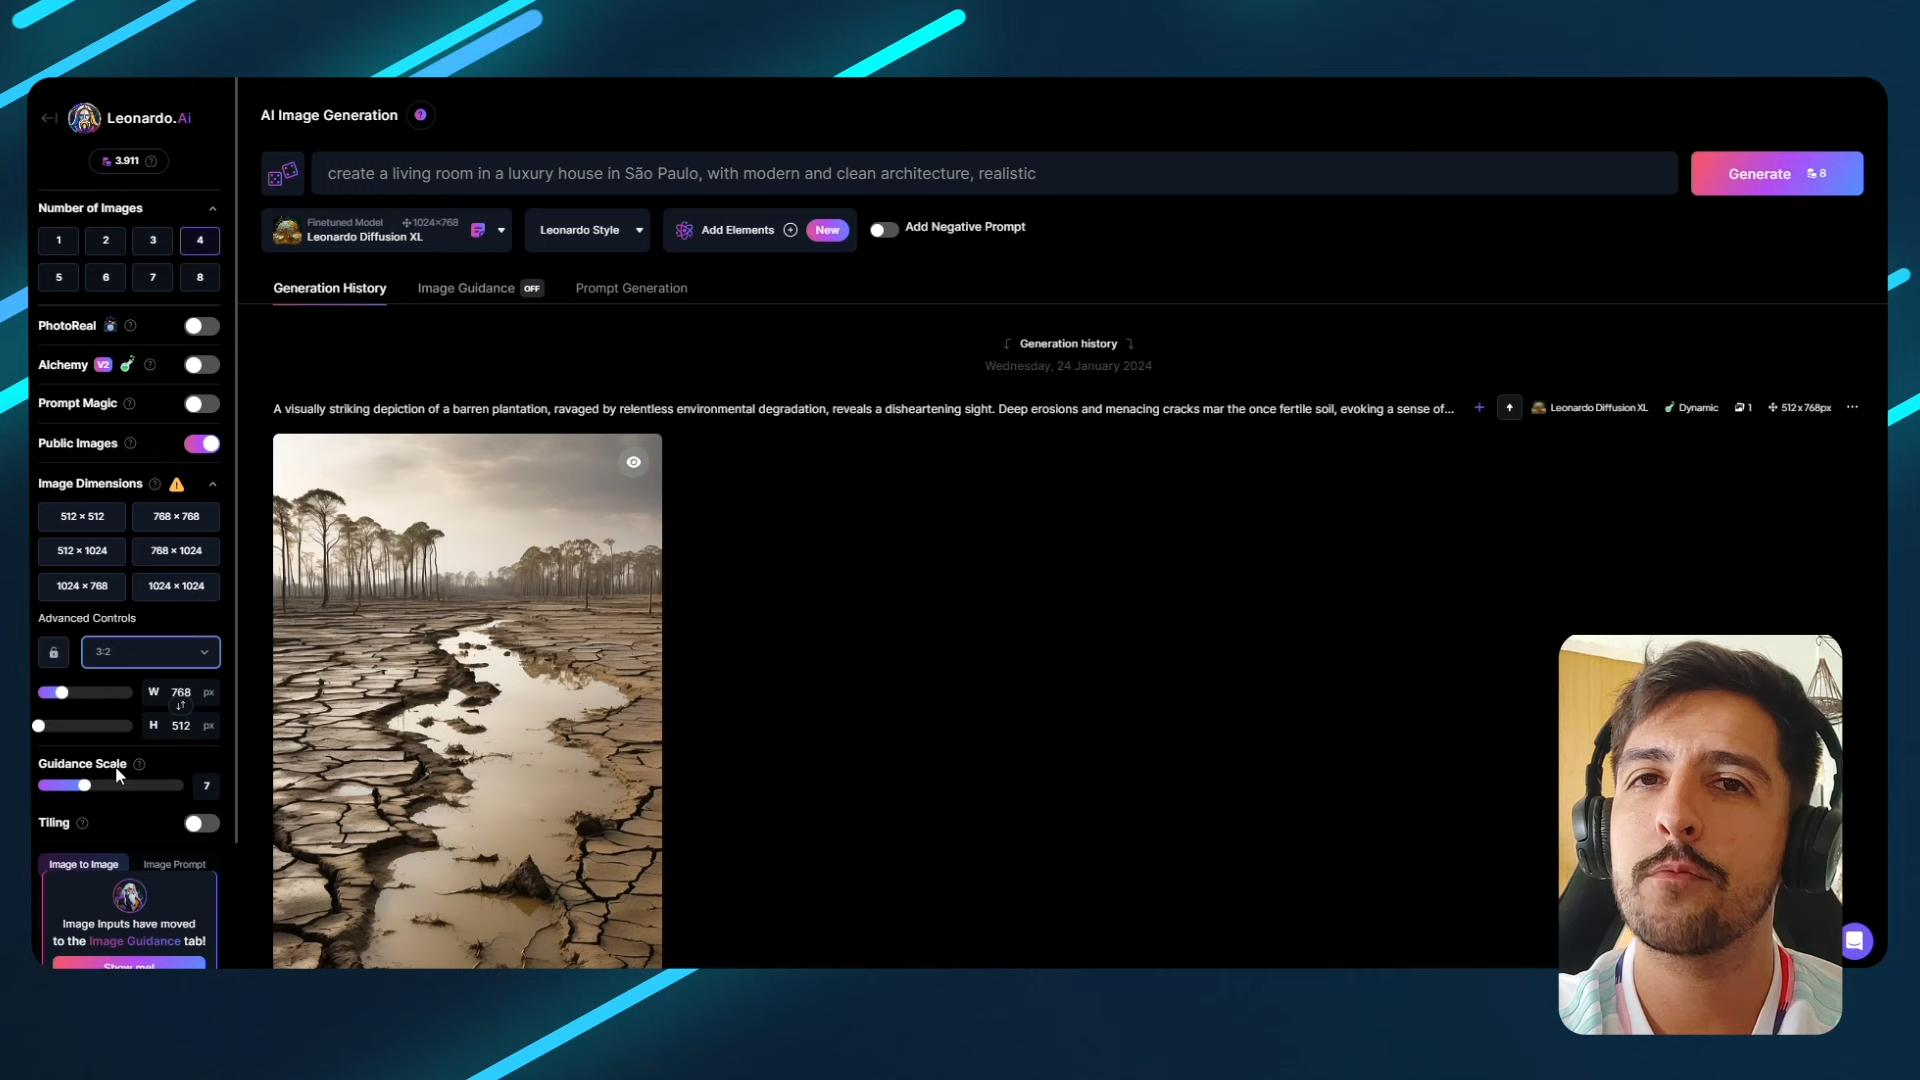 Leonardo.Ai
3.911
Number of Images
1 2 3 4
5 6 7 8
PhotoReal
Alchemy V2
Prompt Magic
Public Images
Image Dimensions
512 × 512 768 × 768
512 × 1024 768 × 1024
1024 × 768 1024 × 1024
Advanced Controls
3:2
W 768 px
H 512 px
Guidance Scale
7
Tiling
Image to Image Image Prompt
Image Inputs have moved
to the Image Guidance tab!
Show me!
AI Image Generation
create a living room in a luxury house in São Paulo, with modern and clean architecture, realistic
Generate 8
Finetuned Model 1024×768
Leonardo Diffusion XL
Leonardo Style
Add Elements New
Add Negative Prompt
Generation History Image Guidance OFF Prompt Generation
Generation history
Wednesday, 24 January 2024
A visually striking depiction of a barren plantation, ravaged by relentless environmental degradation, reveals a disheartening sight. Deep erosions and menacing cracks mar the once fertile soil, evoking a sense of...
Leonardo Diffusion XL Dynamic 1 512x768px